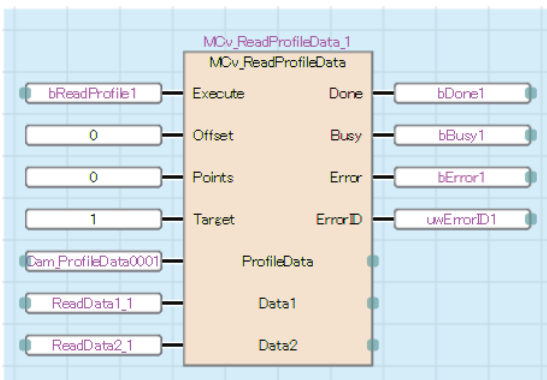 MCv_ReadProfileData_1
MCv_ReadProfileData
bReadProfile1 Execute Done bDone1
0 Offset Busy bBusy1
0 Points Error bError1
1 Target ErrorID uwErrorID1
Cam_ProfileData0001 ProfileData
ReadData1_1 Data1
ReadData2_1 Data2